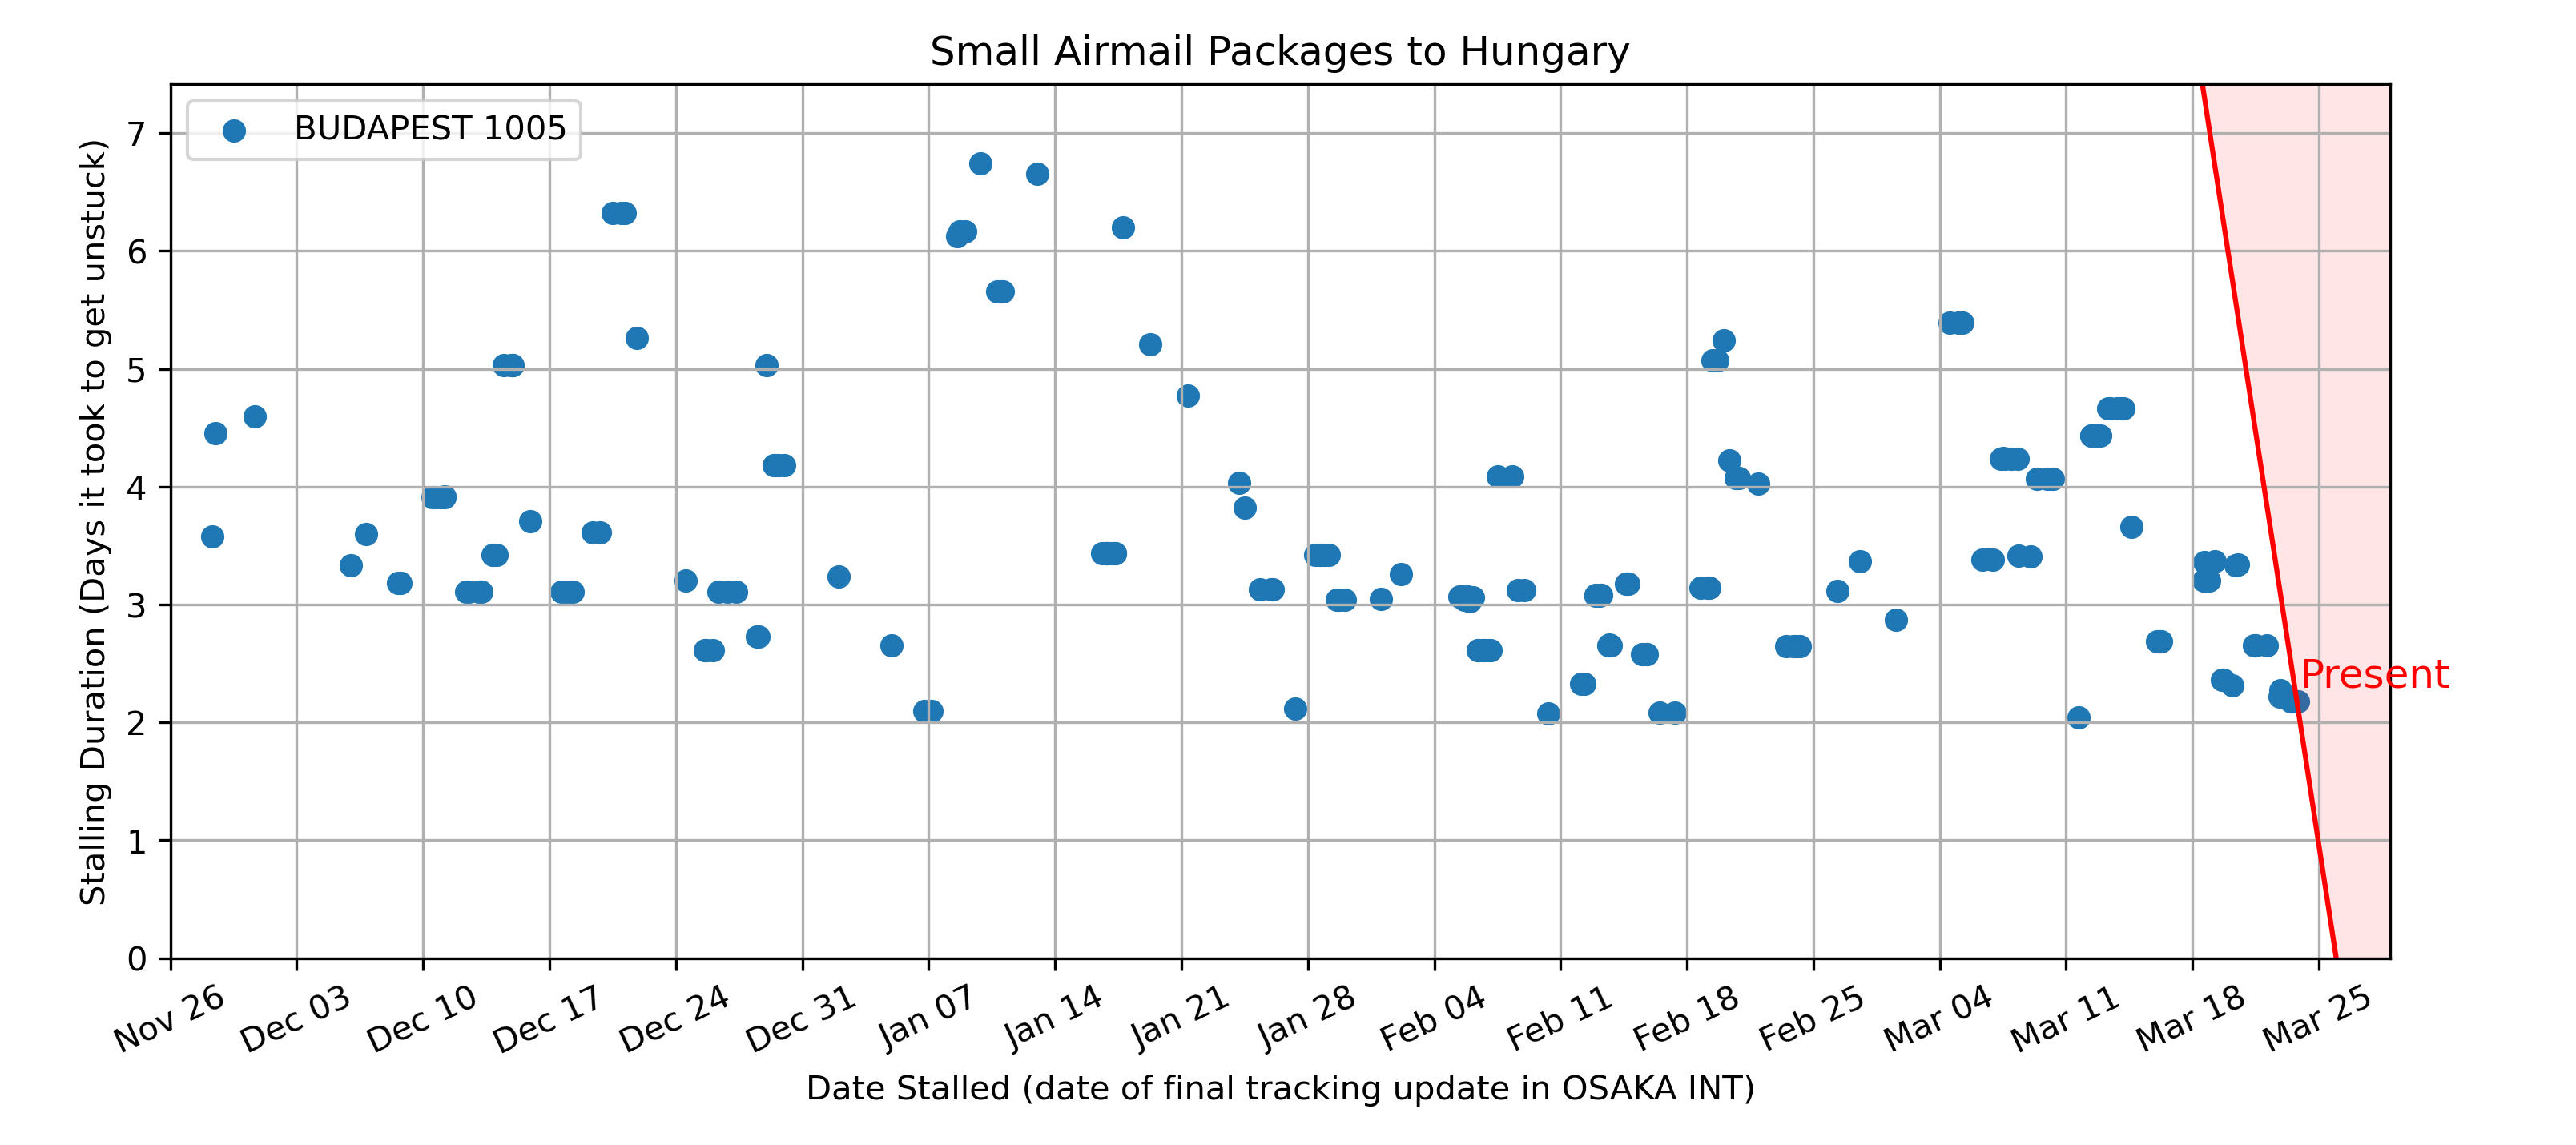 Small Airmail Packages to Hungary
BUDAPEST 1005
Stalling Duration (Days it took to get unstuck)
7
6
5
4
3
2
1
0
Present
Nov 26 Dec 03 Dec 10 Dec 17 Dec 24 Dec 31 Jan 07 Jan 14 Jan 21 Jan 28 Feb 04 Feb 11 Feb 18 Feb 25 Mar 04 Mar 11 Mar 18 Mar 25
Date Stalled (date of final tracking update in OSAKA INT)